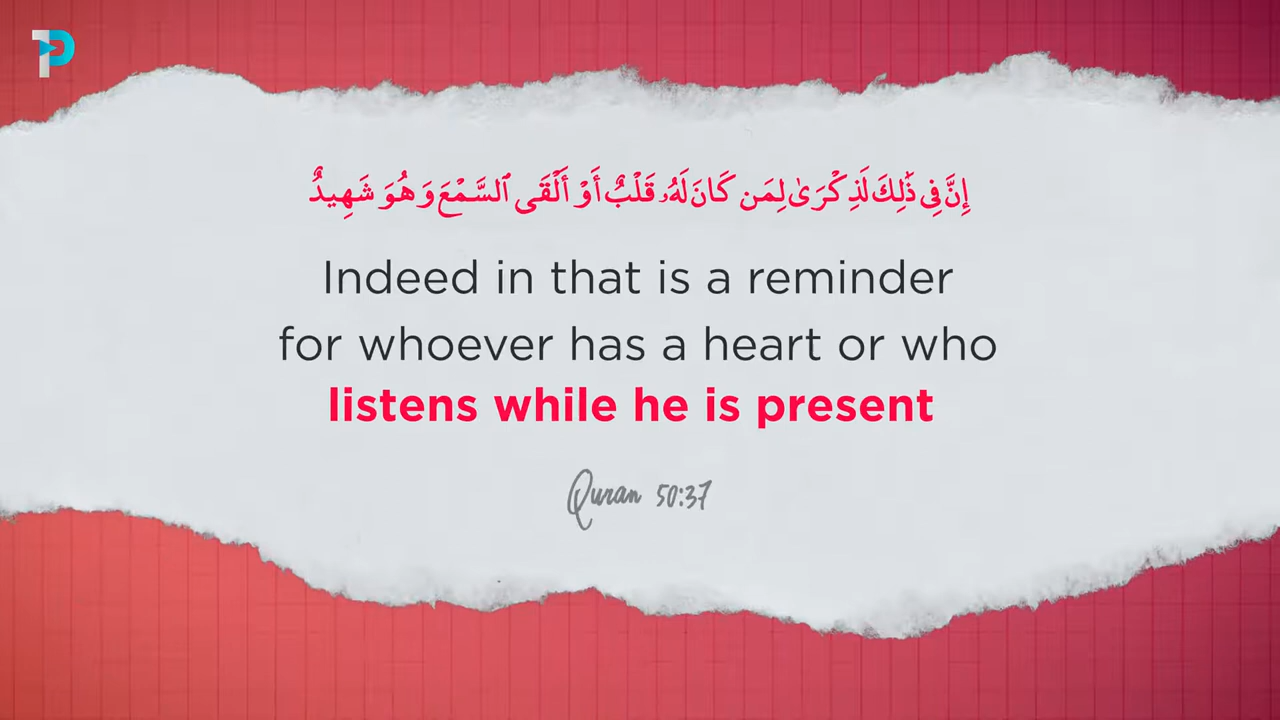 إِنَّ فِى ذَٰلِكَ لَذِكْرَىٰ لِمَن كَانَ لَهُۥ قَلْبٌ أَوْ أَلْقَى ٱلسَّمْعَ وَهُوَ شَهِيدٌ
Indeed in that is a reminder
for whoever has a heart or who
listens while he is present
Quran 50:37